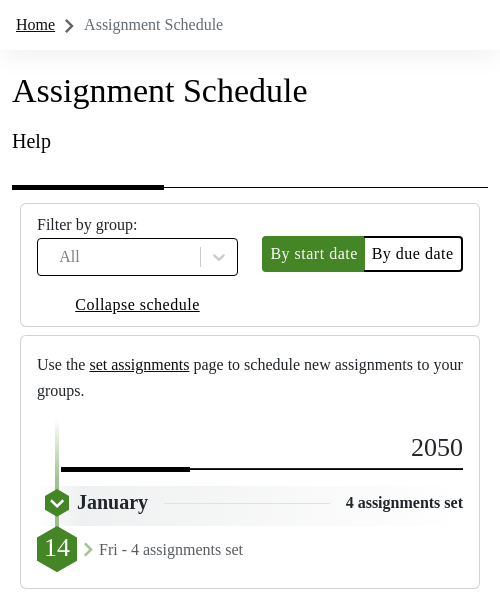 Home
Assignment Schedule
Assignment Schedule
Help
Filter by group:
All
By start date
By due date
Collapse schedule
Use the set assignments page to schedule new assignments to your
groups.
2050
January
4 assignments set
14
Fri - 4 assignments set